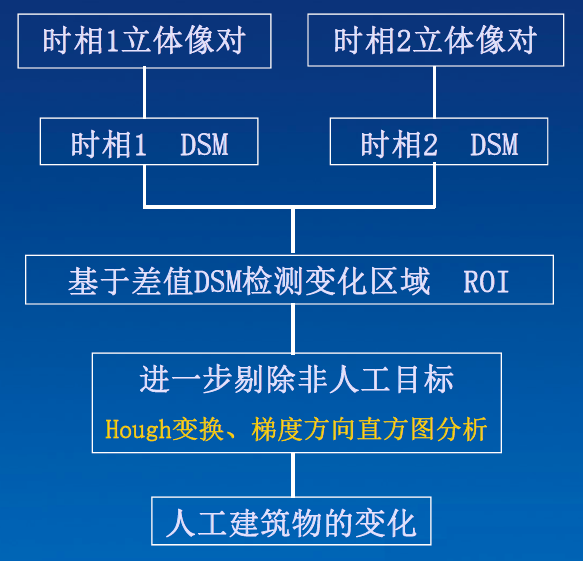 时相1立体像对
时相2立体像对
时相1 DSM
时相2 DSM
基于差值DSM检测变化区域 ROI
进一步剔除非人工目标
Hough变换、梯度方向直方图分析
人工建筑物的变化